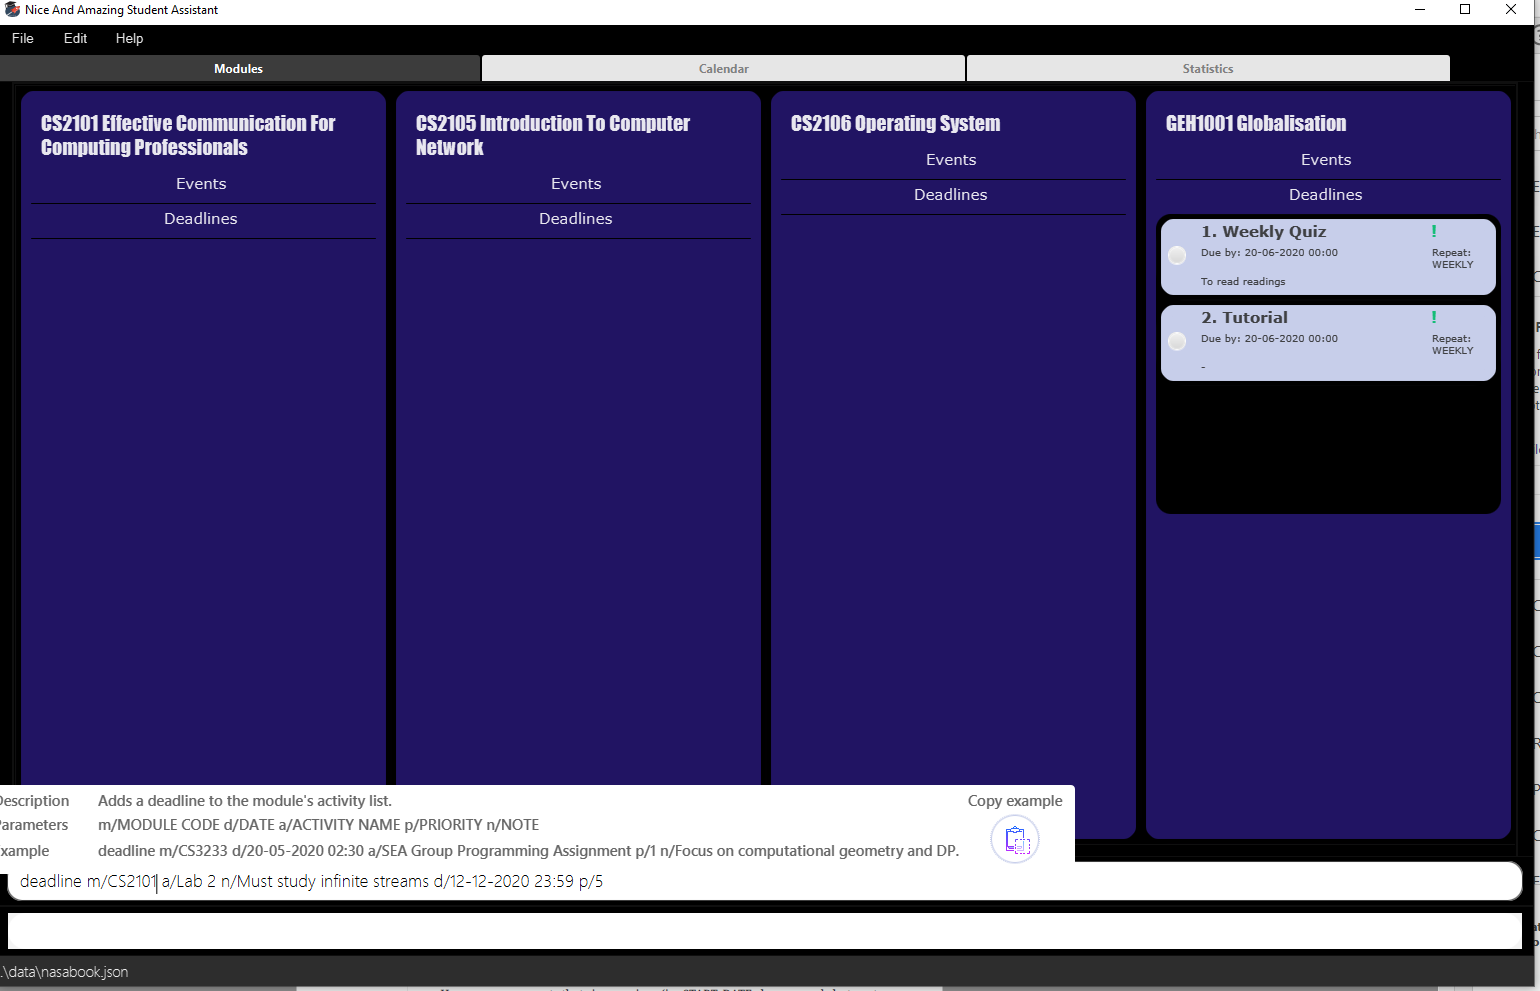 Nice And Amazing Student Assistant
File Edit Help
Modules Calendar Statistics
CS2101 Effective Communication For
Computing Professionals
Events
Deadlines
CS2105 Introduction To Computer
Network
Events
Deadlines
CS2106 Operating System
Events
Deadlines
GEH1001 Globalisation
Events
Deadlines
1. Weekly Quiz !
Due by: 20-06-2020 00:00
Repeat:
WEEKLY
To read readings
2. Tutorial !
Due by: 20-06-2020 00:00
Repeat:
WEEKLY
-
Description Adds a deadline to the module's activity list. Copy example
Parameters m/MODULE CODE d/DATE a/ACTIVITY NAME p/PRIORITY n/NOTE
xample deadline m/CS3233 d/20-05-2020 02:30 a/SEA Group Programming Assignment p/1 n/Focus on computational geometry and DP.
deadline m/CS2101 a/Lab 2 n/Must study infinite streams d/12-12-2020 23:59 p/5
.\data\nasabook.json